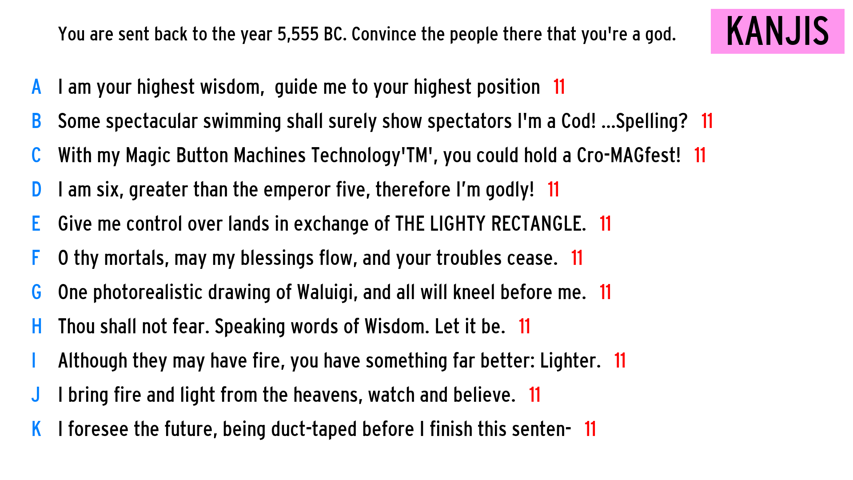 You are sent back to the year 5,555 BC. Convince the people there that you're a god.
KANJIS
A I am your highest wisdom, guide me to your highest position 11
B Some spectacular swimming shall surely show spectators I'm a Cod! ...Spelling? 11
C With my Magic Button Machines Technology'TM', you could hold a Cro-MAGfest! 11
D I am six, greater than the emperor five, therefore I'm godly! 11
E Give me control over lands in exchange of THE LIGHTY RECTANGLE. 11
F O thy mortals, may my blessings flow, and your troubles cease. 11
G One photorealistic drawing of Waluigi, and all will kneel before me. 11
H Thou shall not fear. Speaking words of Wisdom. Let it be. 11
I Although they may have fire, you have something far better: Lighter. 11
J I bring fire and light from the heavens, watch and believe. 11
K I foresee the future, being duct-taped before I finish this senten- 11